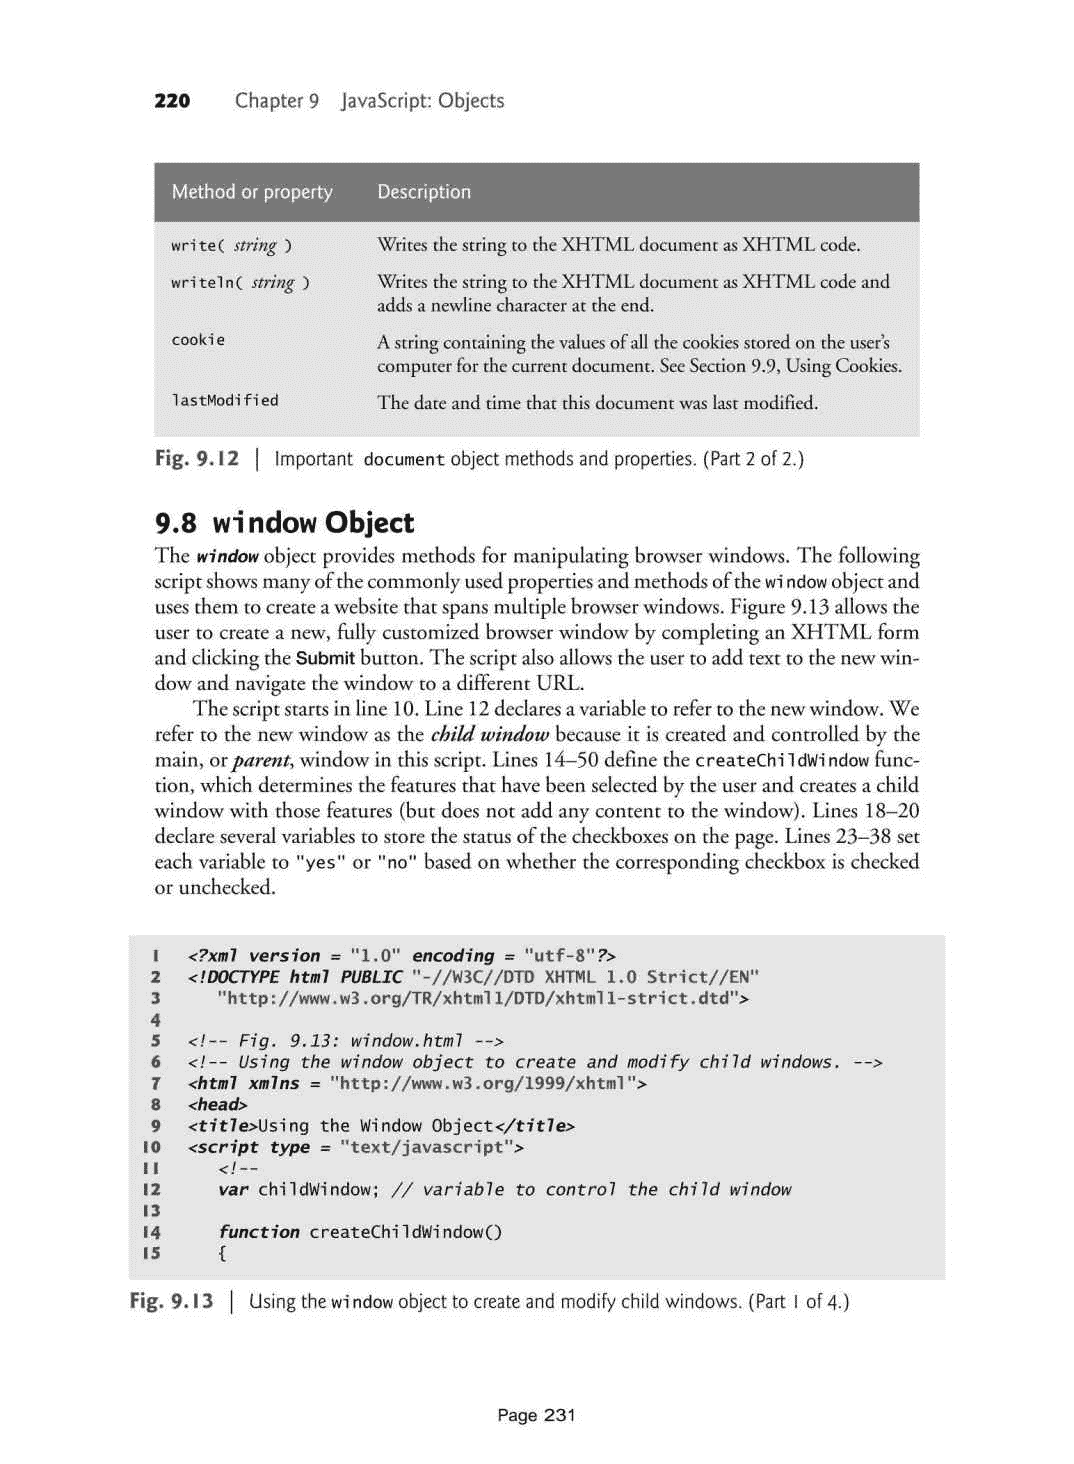 220 Chapter 9 JavaScript: Objects
Method or property Description
write( string ) Writes the string to the XHTML document as XHTML code.
writeln( string ) Writes the string to the XHTML document as XHTML code and
adds a newline character at the end.
cookie A string containing the values of all the cookies stored on the user's
computer for the current document. See Section 9.9, Using Cookies.
lastModified The date and time that this document was last modified.
Fig. 9.12 | Important document object methods and properties. (Part 2 of 2.)
9.8 window Object
The window object provides methods for manipulating browser windows. The following
script shows many of the commonly used properties and methods of the window object and
uses them to create a website that spans multiple browser windows. Figure 9.13 allows the
user to create a new, fully customized browser window by completing an XHTML form
and clicking the Submit button. The script also allows the user to add text to the new win-
dow and navigate the window to a different URL.
The script starts in line 10. Line 12 declares a variable to refer to the new window. We
refer to the new window as the child window because it is created and controlled by the
main, or parent, window in this script. Lines 14–50 define the createChildWindow func-
tion, which determines the features that have been selected by the user and creates a child
window with those features (but does not add any content to the window). Lines 18–20
declare several variables to store the status of the checkboxes on the page. Lines 23–38 set
each variable to "yes" or "no" based on whether the corresponding checkbox is checked
or unchecked.
1 <?xml version = "1.0" encoding = "utf-8"?>
2 <!DOCTYPE html PUBLIC "-//W3C//DTD XHTML 1.0 Strict//EN"
3 "http://www.w3.org/TR/xhtml1/DTD/xhtml1-strict.dtd">
4
5 <!-- Fig. 9.13: window.html -->
6 <!-- Using the window object to create and modify child windows. -->
7 <html xmlns = "http://www.w3.org/1999/xhtml">
8 <head>
9 <title>Using the Window Object</title>
10 <script type = "text/javascript">
11 <!--
12 var childWindow; // variable to control the child window
13
14 function createChildWindow()
15 {
Fig. 9.13 | Using the window object to create and modify child windows. (Part 1 of 4.)
Page 231